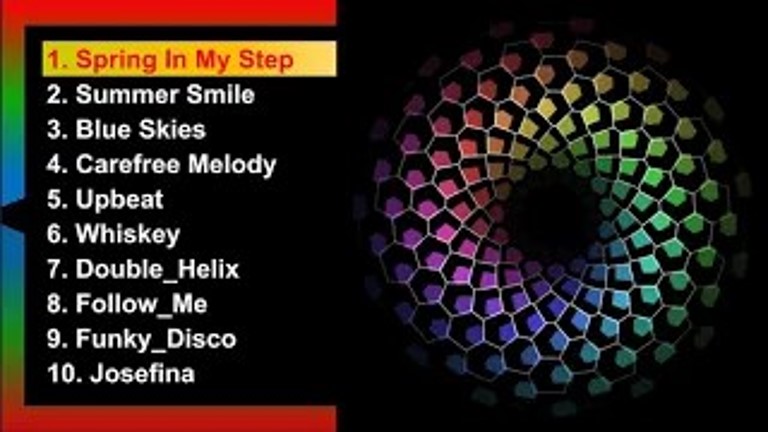 1. Spring In My Step
2. Summer Smile
3. Blue Skies
4. Carefree Melody
5. Upbeat
6. Whiskey
7. Double_Helix
8. Follow_Me
9. Funky_Disco
10. Josefina